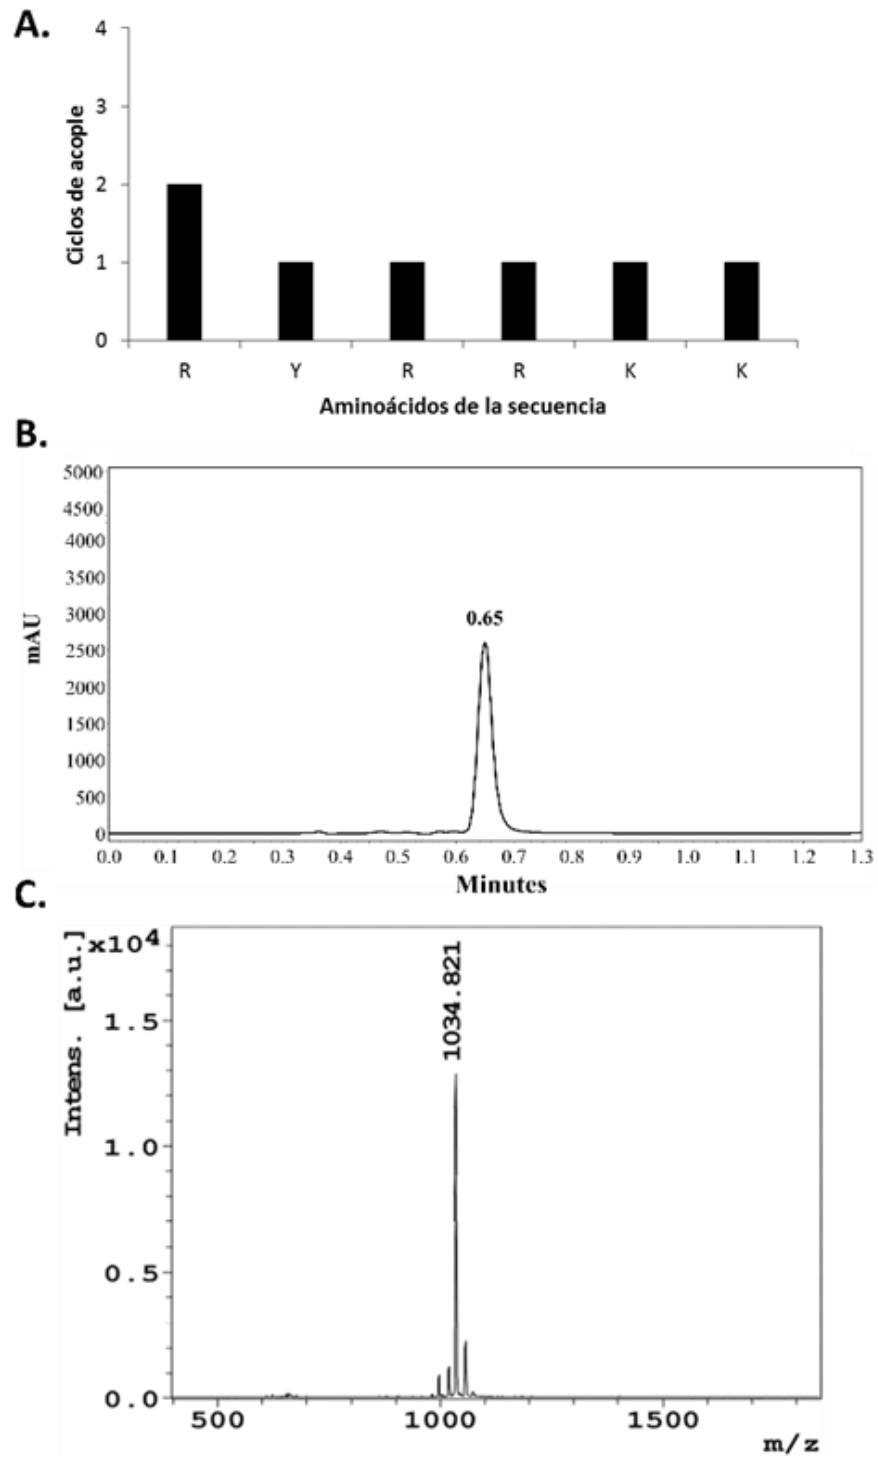 A.
Ciclos de acople
4
3
2
1
0
R Y R R K K
Aminoácidos de la secuencia
B.
mAU
5000
4500
4000
3500
3000
2500
2000
1500
1000
500
0
0.65
0.0 0.1 0.2 0.3 0.4 0.5 0.6 0.7 0.8 0.9 1.0 1.1 1.2 1.3
Minutes
C.
Intens. [a.u.]
x10⁴
1.5
1.0
0.5
0.0
1034.821
500 1000 1500
m/z